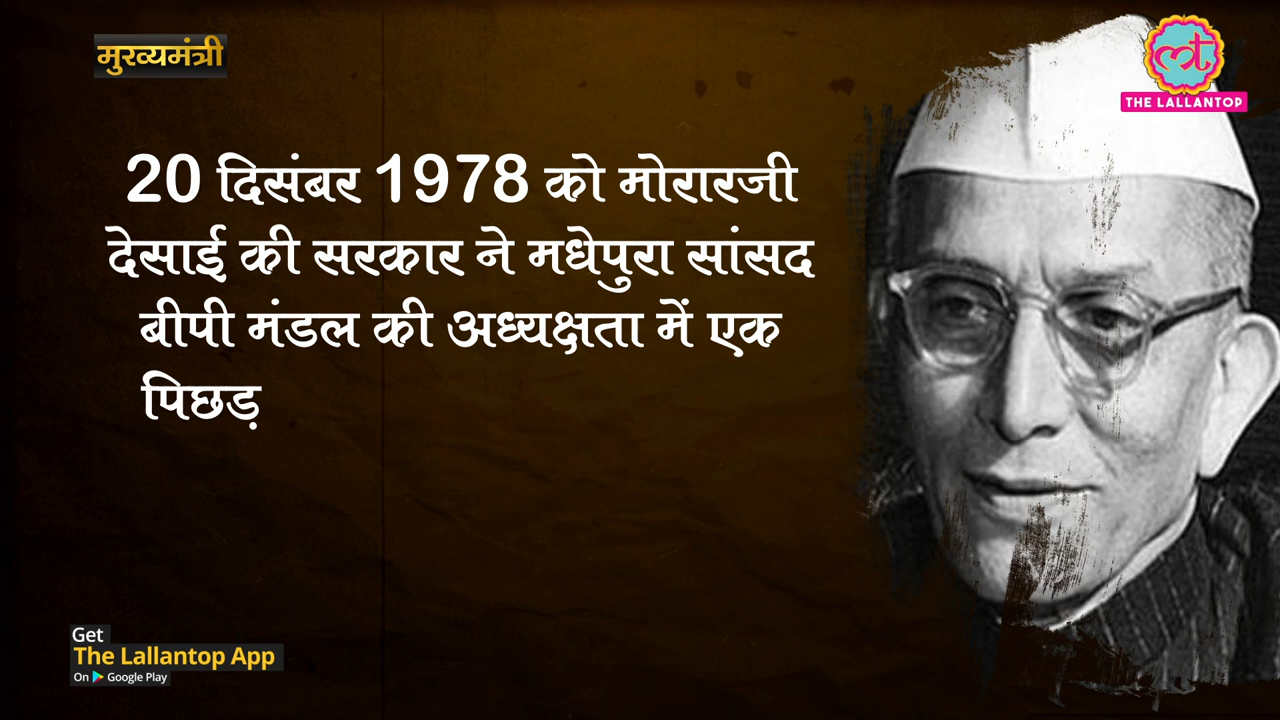 मुख्यमंत्री
THE LALLANTOP
20 दिसंबर 1978 को मोरारजी
देसाई की सरकार ने मधेपुरा सांसद
बीपी मंडल की अध्यक्षता में एक
पिछड़
Get
The Lallantop App
On Google Play